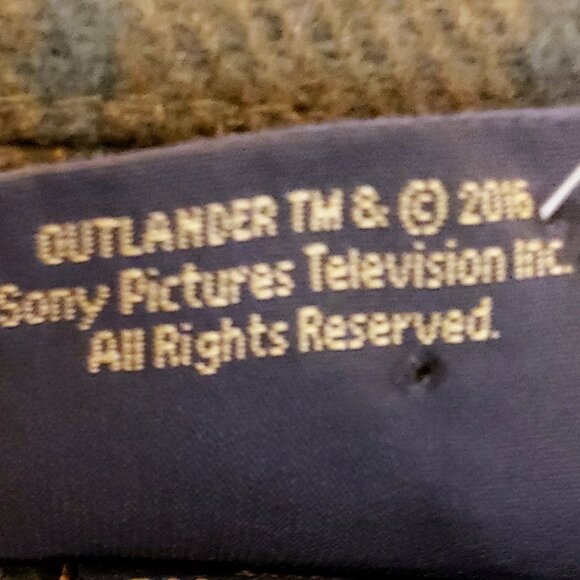 OUTLANDER TM & © 2016
Sony Pictures Television Inc.
All Rights Reserved.